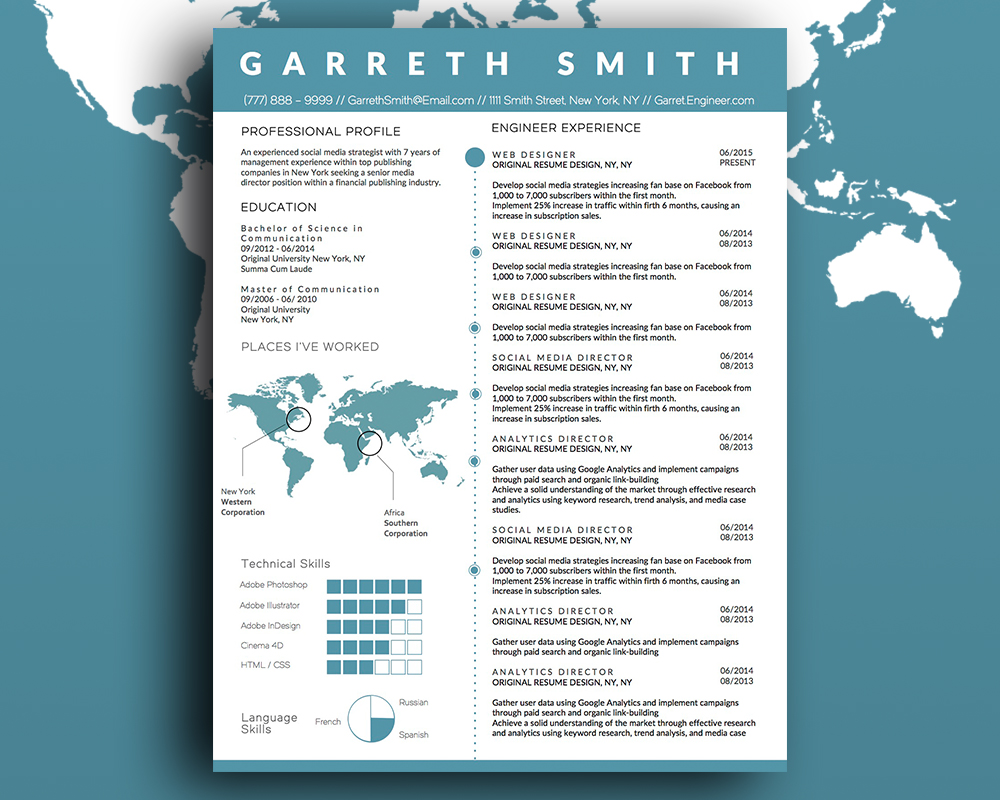 GARRETH SMITH
(777) 888 – 9999 // GarrethSmith@Email.com // 1111 Smith Street, New York, NY // Garret.Engineer.com
PROFESSIONAL PROFILE
An experienced social media strategist with 7 years of
management experience within top publishing
companies in New York seeking a senior media
director position within a financial publishing industry.
EDUCATION
Bachelor of Science in
Communication
09/2012 - 06/2014
Original University New York, NY
Summa Cum Laude
Master of Communication
09/2006 - 06/ 2010
Original University
New York, NY
PLACES I'VE WORKED
New York
Western
Corporation
Africa
Southern
Corporation
Technical Skills
Adobe Photoshop
Adobe Illustrator
Adobe InDesign
Cinema 4D
HTML / CSS
Language
Skills
French
Russian
Spanish
ENGINEER EXPERIENCE
WEB DESIGNER 06/2015
ORIGINAL RESUME DESIGN, NY, NY PRESENT
Develop social media strategies increasing fan base on Facebook from
1,000 to 7,000 subscribers within the first month.
Implement 25% increase in traffic within firth 6 months, causing an
increase in subscription sales.
WEB DESIGNER 06/2014
ORIGINAL RESUME DESIGN, NY, NY 08/2013
Develop social media strategies increasing fan base on Facebook from
1,000 to 7,000 subscribers within the first month.
WEB DESIGNER 06/2014
ORIGINAL RESUME DESIGN, NY, NY 08/2013
Develop social media strategies increasing fan base on Facebook from
1,000 to 7,000 subscribers within the first month.
SOCIAL MEDIA DIRECTOR 06/2014
ORIGINAL RESUME DESIGN, NY, NY 08/2013
Develop social media strategies increasing fan base on Facebook from
1,000 to 7,000 subscribers within the first month.
Implement 25% increase in traffic within firth 6 months, causing an
increase in subscription sales.
ANALYTICS DIRECTOR 06/2014
ORIGINAL RESUME DESIGN, NY, NY 08/2013
Gather user data using Google Analytics and implement campaigns
through paid search and organic link-building
Achieve a solid understanding of the market through effective research
and analytics using keyword research, trend analysis, and media case
studies.
SOCIAL MEDIA DIRECTOR 06/2014
ORIGINAL RESUME DESIGN, NY, NY 08/2013
Develop social media strategies increasing fan base on Facebook from
1,000 to 7,000 subscribers within the first month.
Implement 25% increase in traffic within firth 6 months, causing an
increase in subscription sales.
ANALYTICS DIRECTOR 06/2014
ORIGINAL RESUME DESIGN, NY, NY 08/2013
Gather user data using Google Analytics and implement campaigns
through paid search and organic link-building
ANALYTICS DIRECTOR 06/2014
ORIGINAL RESUME DESIGN, NY, NY 08/2013
Gather user data using Google Analytics and implement campaigns
through paid search and organic link-building
Achieve a solid understanding of the market through effective research
and analytics using keyword research, trend analysis, and media case